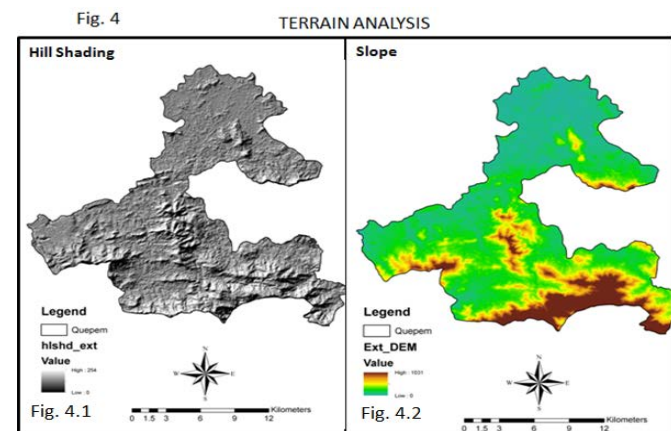 Fig. 4
TERRAIN ANALYSIS
Hill Shading
Legend
Quepem
hlshd_ext
Value
High : 254
Low : 0
N
W E
S
Fig. 4.1
Kilometers
0 1.5 3 6 9 12
Slope
Legend
Quepem
Ext_DEM
Value
High : 1031
Low : 0
N
W E
S
Fig. 4.2
Kilometers
0 1.5 3 6 9 12